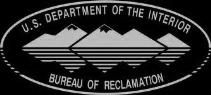 U.S. DEPARTMENT OF THE INTERIOR
BUREAU OF RECLAMATION